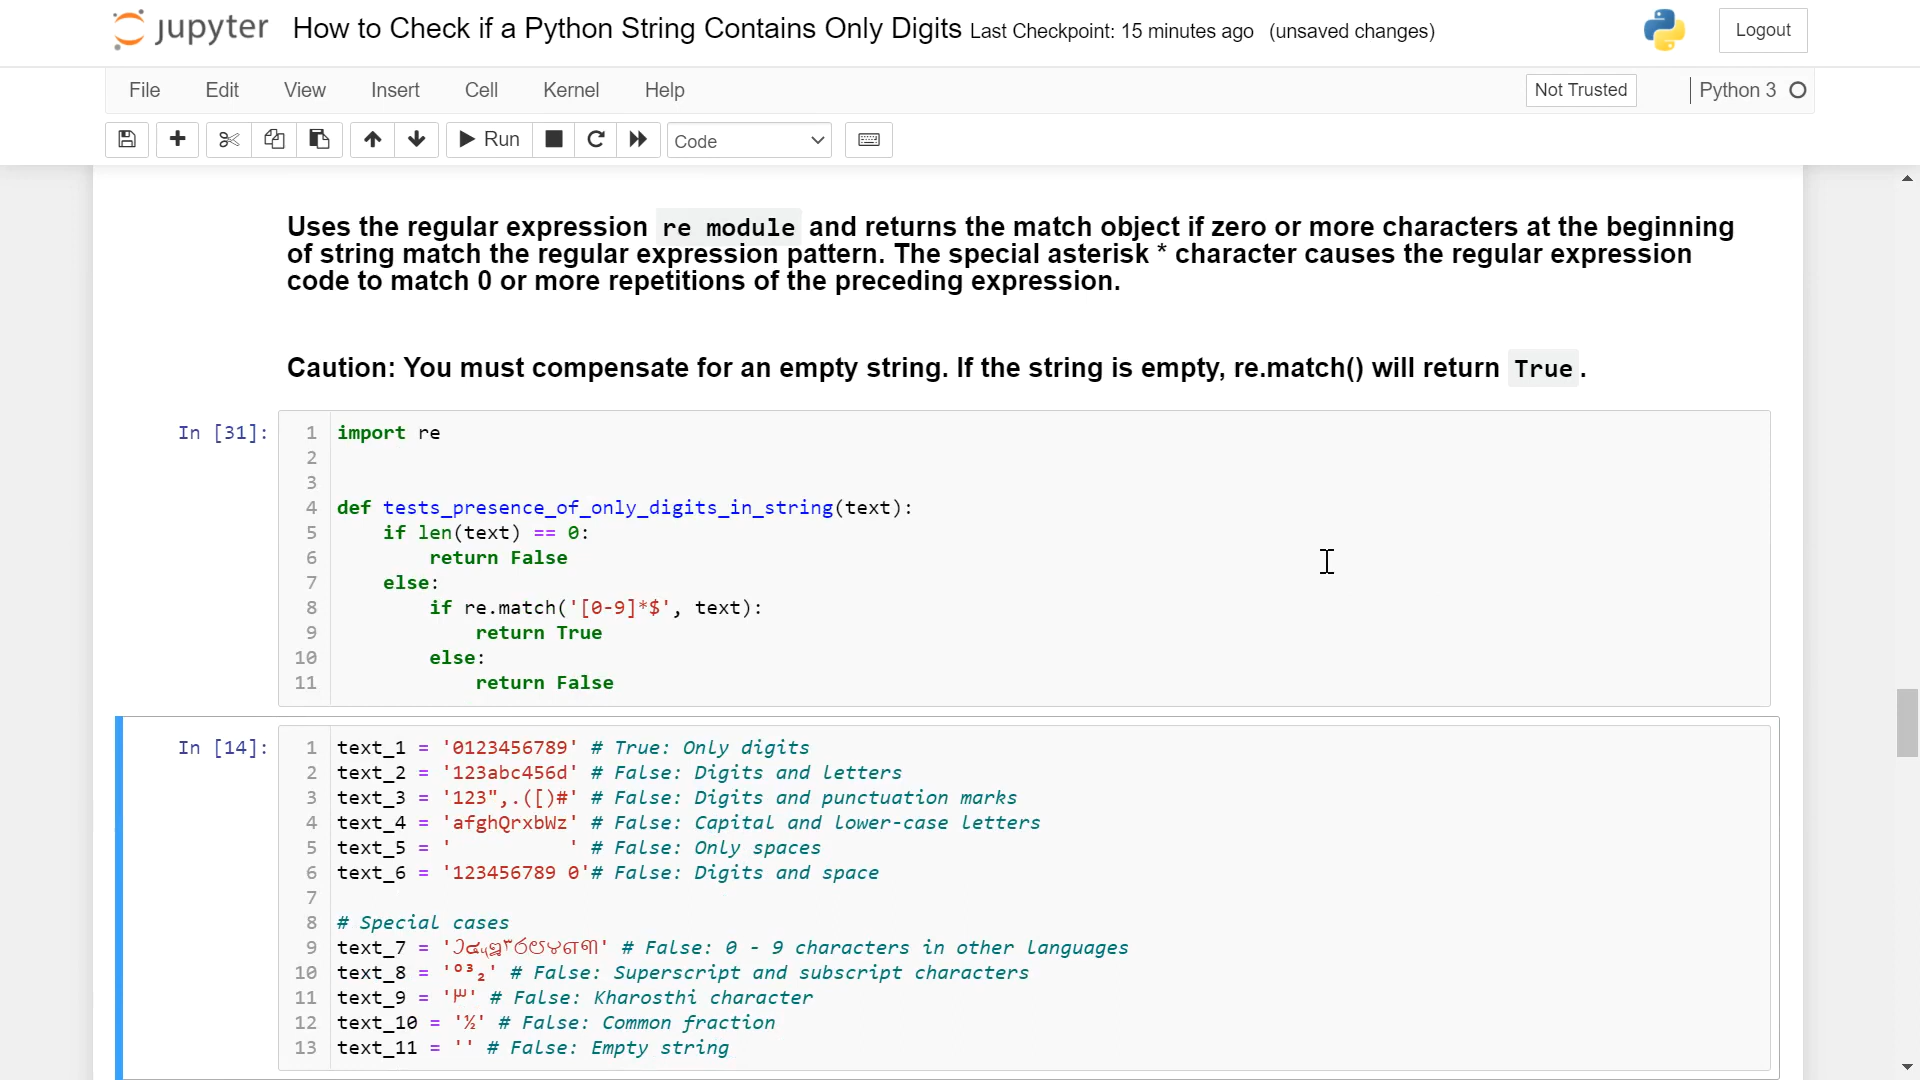 jupyter How to Check if a Python String Contains Only Digits Last Checkpoint: 15 minutes ago (unsaved changes) Logout
File Edit View Insert Cell Kernel Help Not Trusted Python 3
Run Code
Uses the regular expression re module and returns the match object if zero or more characters at the beginning
of string match the regular expression pattern. The special asterisk * character causes the regular expression
code to match 0 or more repetitions of the preceding expression.
Caution: You must compensate for an empty string. If the string is empty, re.match() will return True.
In [31]:
1 import re
2
3
4 def tests_presence_of_only_digits_in_string(text):
5     if len(text) == 0:
6         return False
7     else:
8         if re.match('[0-9]*$', text):
9             return True
10         else:
11             return False
In [14]:
1 text_1 = '0123456789' # True: Only digits
2 text_2 = '123abc456d' # False: Digits and letters
3 text_3 = '123",.([)#' # False: Digits and punctuation marks
4 text_4 = 'afghQrxbWz' # False: Capital and lower-case letters
5 text_5 = '          ' # False: Only spaces
6 text_6 = '123456789 0'# False: Digits and space
7
8 # Special cases
9 text_7 = ' ' # False: 0 - 9 characters in other languages
10 text_8 = '⁰³₂' # False: Superscript and subscript characters
11 text_9 = ' ' # False: Kharosthi character
12 text_10 = '½' # False: Common fraction
13 text_11 = '' # False: Empty string